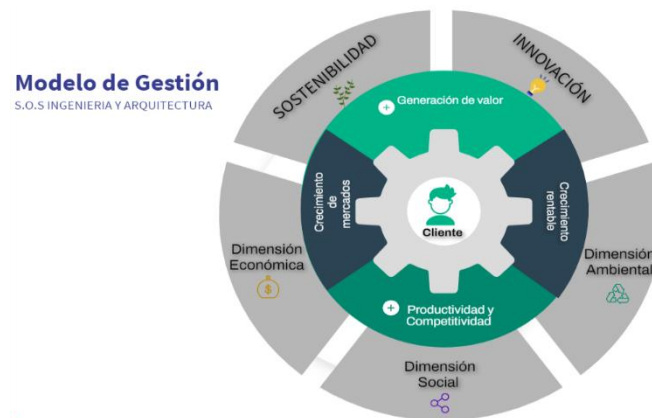 Modelo de Gestión
S.O.S INGENIERIA Y ARQUITECTURA
SOSTENIBILIDAD
INNOVACIÓN
Generación de valor
Crecimiento
de
mercados
Cliente
Crecimiento
rentable
Dimensión
Económica
Dimensión
Ambiental
Productividad y
Competitividad
Dimensión
Social